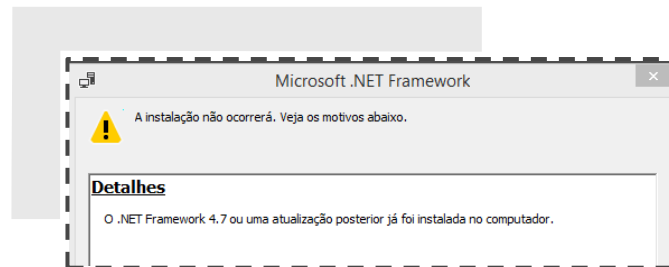 Microsoft .NET Framework
A instalação não ocorrerá. Veja os motivos abaixo.
Detalhes
O .NET Framework 4.7 ou uma atualização posterior já foi instalada no computador.